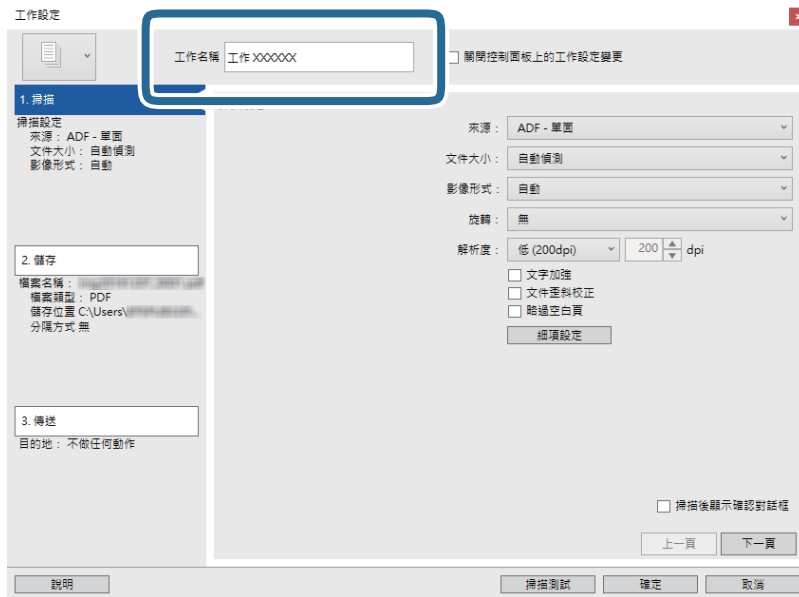 工作設定
工作名稱 工作 XXXXXX
關閉控制面板上的工作設定變更
1. 掃描
掃描設定
來源： ADF - 單面
文件大小： 自動偵測
影像形式： 自動
2. 儲存
檔案名稱：
檔案類型： PDF
儲存位置 C:\Users\
分隔方式 無
3. 傳送
目的地： 不做任何動作
來源： ADF - 單面
文件大小： 自動偵測
影像形式： 自動
旋轉： 無
解析度： 低 (200dpi) 200 dpi
文字加強
文件歪斜校正
略過空白頁
細項設定
掃描後顯示確認對話框
上一頁 下一頁
說明 掃描測試 確定 取消